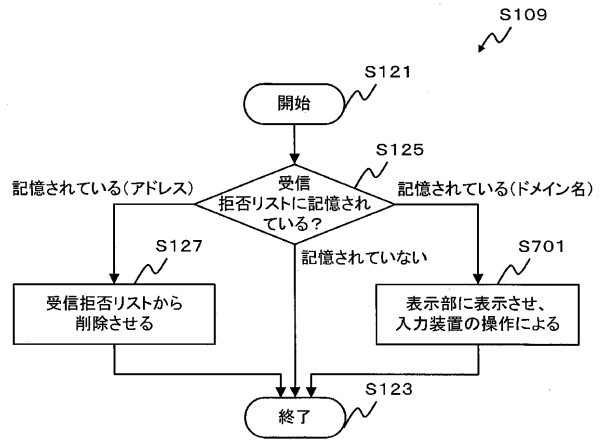 S109
S121
開始
S125
受信
拒否リストに記憶され
ている?
記憶されている(アドレス)
記憶されている(ドメイン名)
記憶されていない
S127
受信拒否リストから
削除させる
S701
表示部に表示させ、
入力装置の操作による
S123
終了